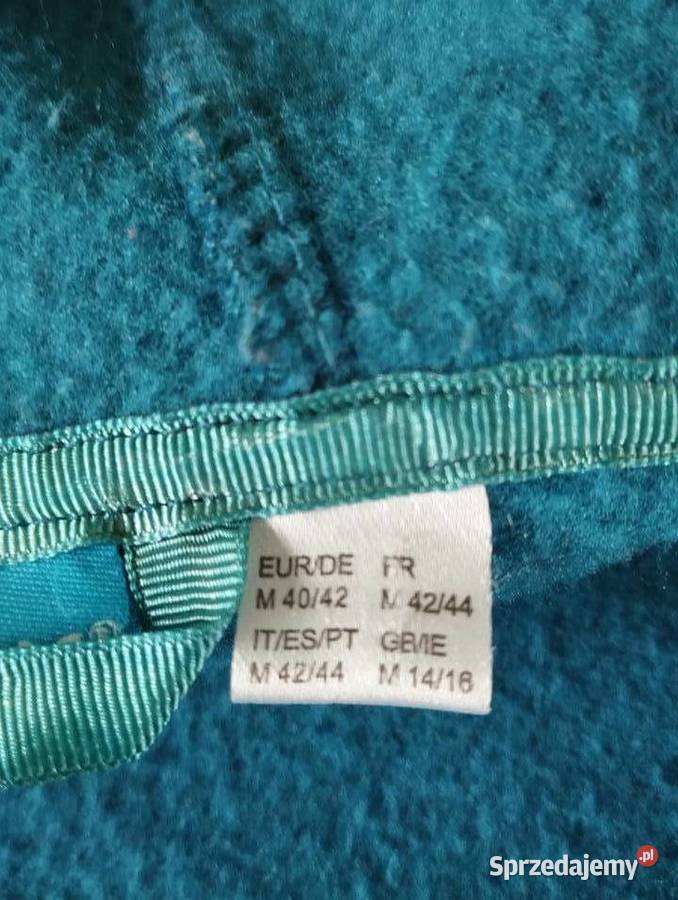 EUR/DE FR
M 40/42 M 42/44
IT/ES/PT GB/IE
M 42/44 M 14/16
Sprzedajemy.pl